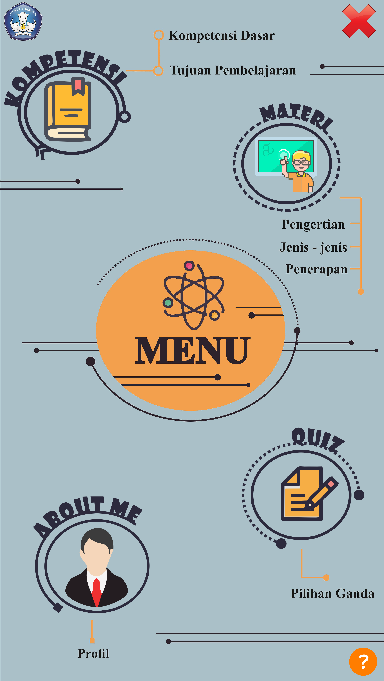 KOMPETENSI
Kompetensi Dasar
Tujuan Pembelajaran
MATERI
Pengertian
Jenis - jenis
Penerapan
MENU
QUIZ
Pilihan Ganda
ABOUT ME
Profil
?